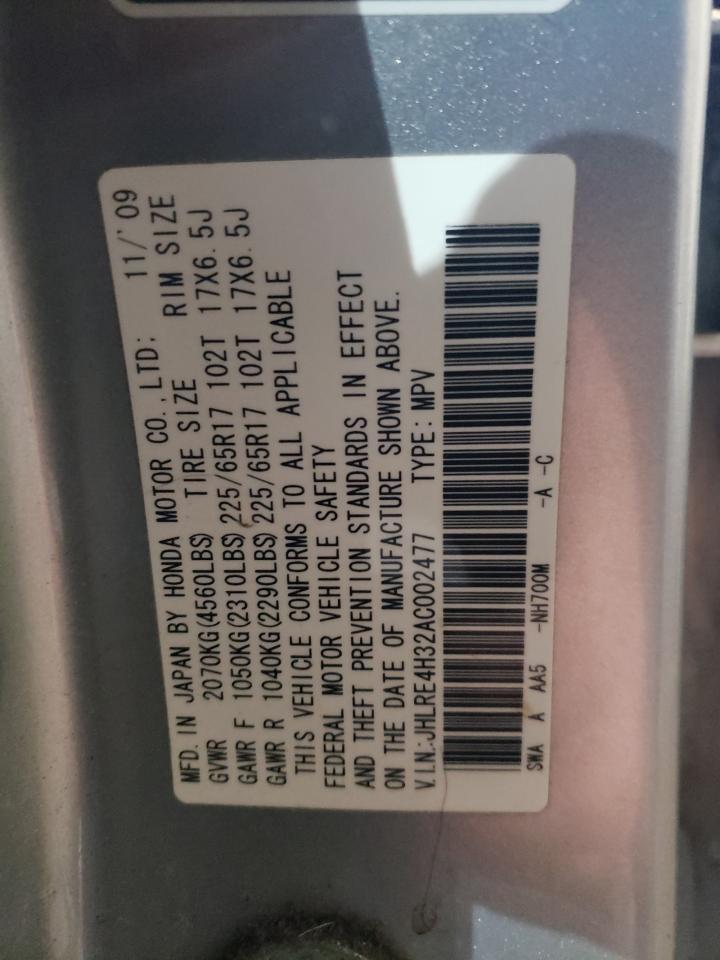 MFD. IN JAPAN BY HONDA MOTOR CO., LTD: 11/'09
GVWR 2070KG(4560LBS) TIRE SIZE RIM SIZE
GAWR F 1050KG(2310LBS) 225/65R17 102T 17X6.5J
GAWR R 1040KG(2290LBS) 225/65R17 102T 17X6.5J
THIS VEHICLE CONFORMS TO ALL APPLICABLE
FEDERAL MOTOR VEHICLE SAFETY
AND THEFT PREVENTION STANDARDS IN EFFECT
ON THE DATE OF MANUFACTURE SHOWN ABOVE.
V.I.N.:JHLRE4H32AC002477 TYPE: MPV
SWA A AA5 -NH700M -A -C